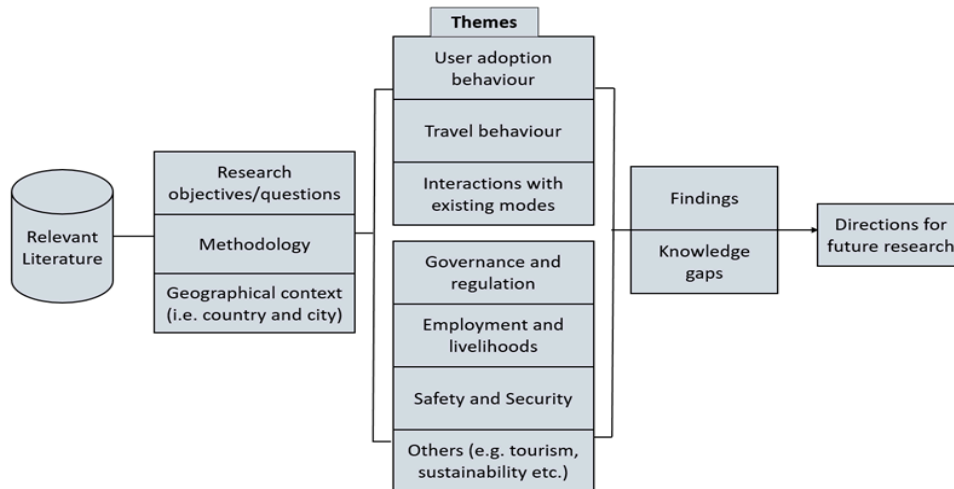 Relevant
Literature
Research
objectives/questions
Methodology
Geographical context
(i.e. country and city)
Themes
User adoption
behaviour
Travel behaviour
Interactions with
existing modes
Governance and
regulation
Employment and
livelihoods
Safety and Security
Others (e.g. tourism,
sustainability etc.)
Findings
Knowledge
gaps
Directions for
future research